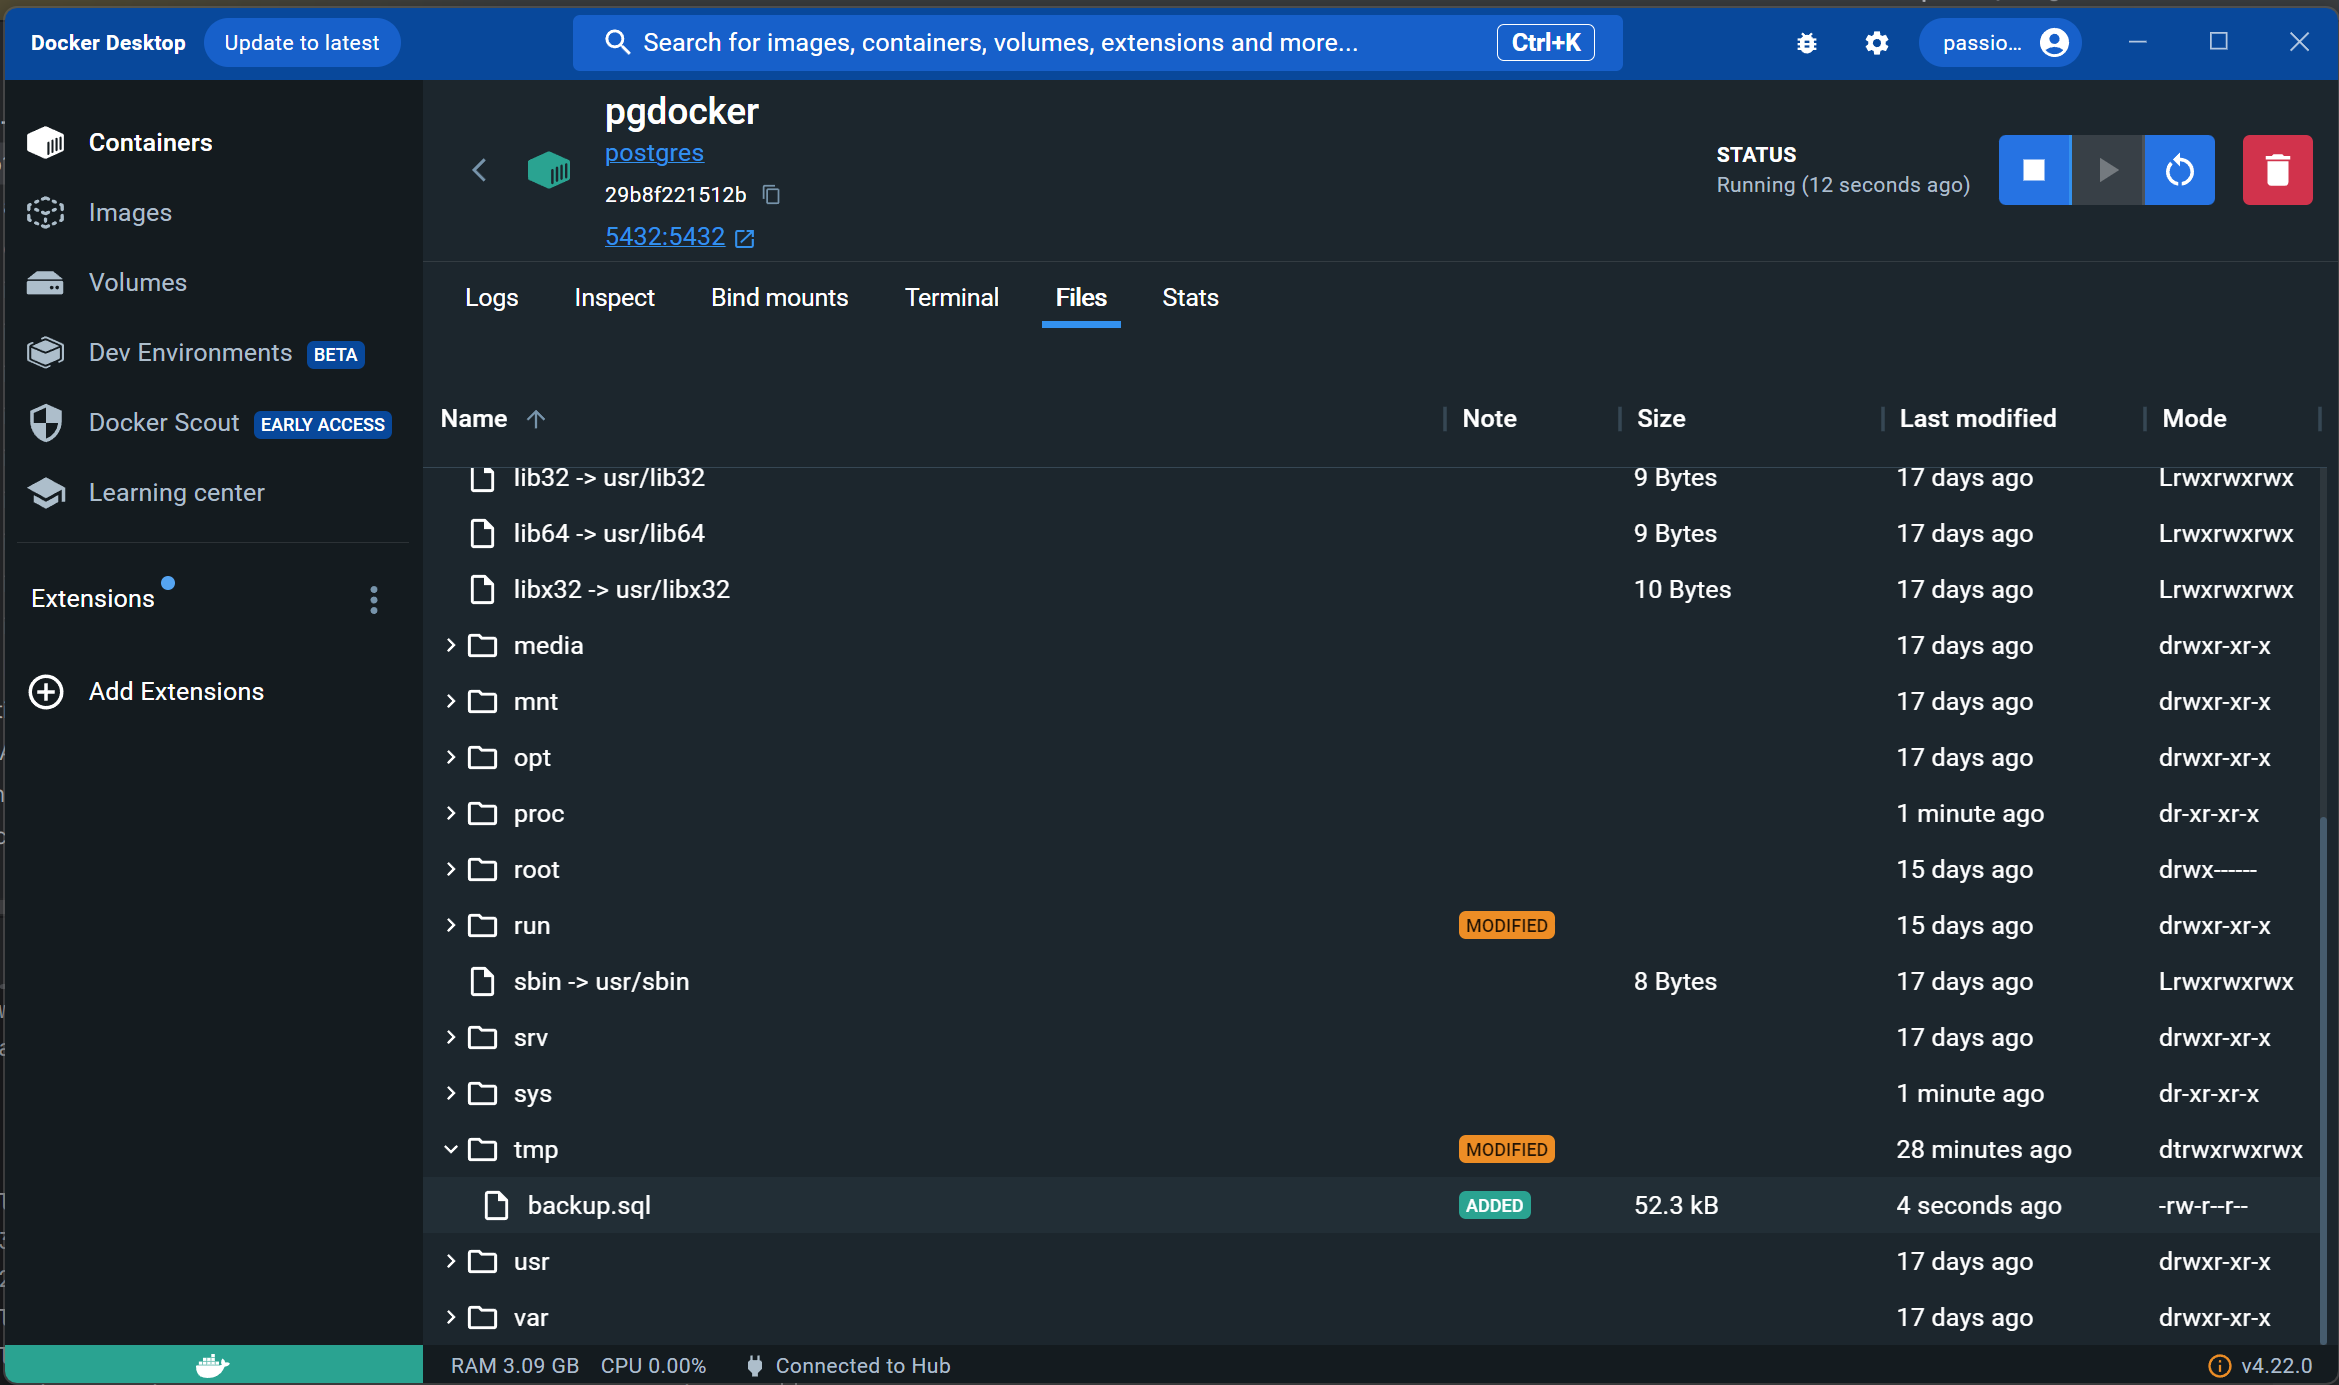 Docker Desktop Update to latest Search for images, containers, volumes, extensions and more... Ctrl+K passio...
Containers
Images
Volumes
Dev Environments BETA
Docker Scout EARLY ACCESS
Learning center
Extensions
Add Extensions
pgdocker
postgres
29b8f221512b
5432:5432
STATUS
Running (12 seconds ago)
Logs Inspect Bind mounts Terminal Files Stats
Name Note Size Last modified Mode
lib32 -> usr/lib32 9 Bytes 17 days ago Lrwxrwxrwx
lib64 -> usr/lib64 9 Bytes 17 days ago Lrwxrwxrwx
libx32 -> usr/libx32 10 Bytes 17 days ago Lrwxrwxrwx
media 17 days ago drwxr-xr-x
mnt 17 days ago drwxr-xr-x
opt 17 days ago drwxr-xr-x
proc 1 minute ago dr-xr-xr-x
root 15 days ago drwx------
run MODIFIED 15 days ago drwxr-xr-x
sbin -> usr/sbin 8 Bytes 17 days ago Lrwxrwxrwx
srv 17 days ago drwxr-xr-x
sys 1 minute ago dr-xr-xr-x
tmp MODIFIED 28 minutes ago dtrwxrwxrwx
backup.sql ADDED 52.3 kB 4 seconds ago -rw-r--r--
usr 17 days ago drwxr-xr-x
var 17 days ago drwxr-xr-x
RAM 3.09 GB CPU 0.00% Connected to Hub v4.22.0